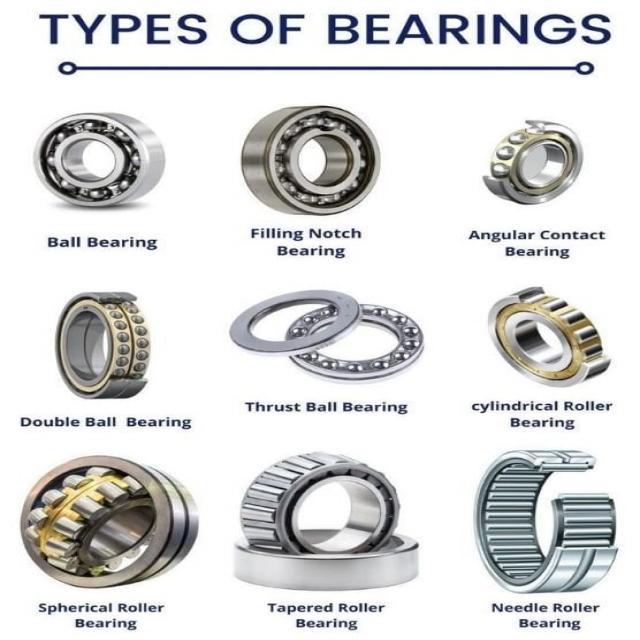 TYPES OF BEARINGS
Ball Bearing
Filling Notch
Bearing
Angular Contact
Bearing
Double Ball  Bearing
Thrust Ball Bearing
cylindrical Roller
Bearing
Spherical Roller
Bearing
Tapered Roller
Bearing
Needle Roller
Bearing